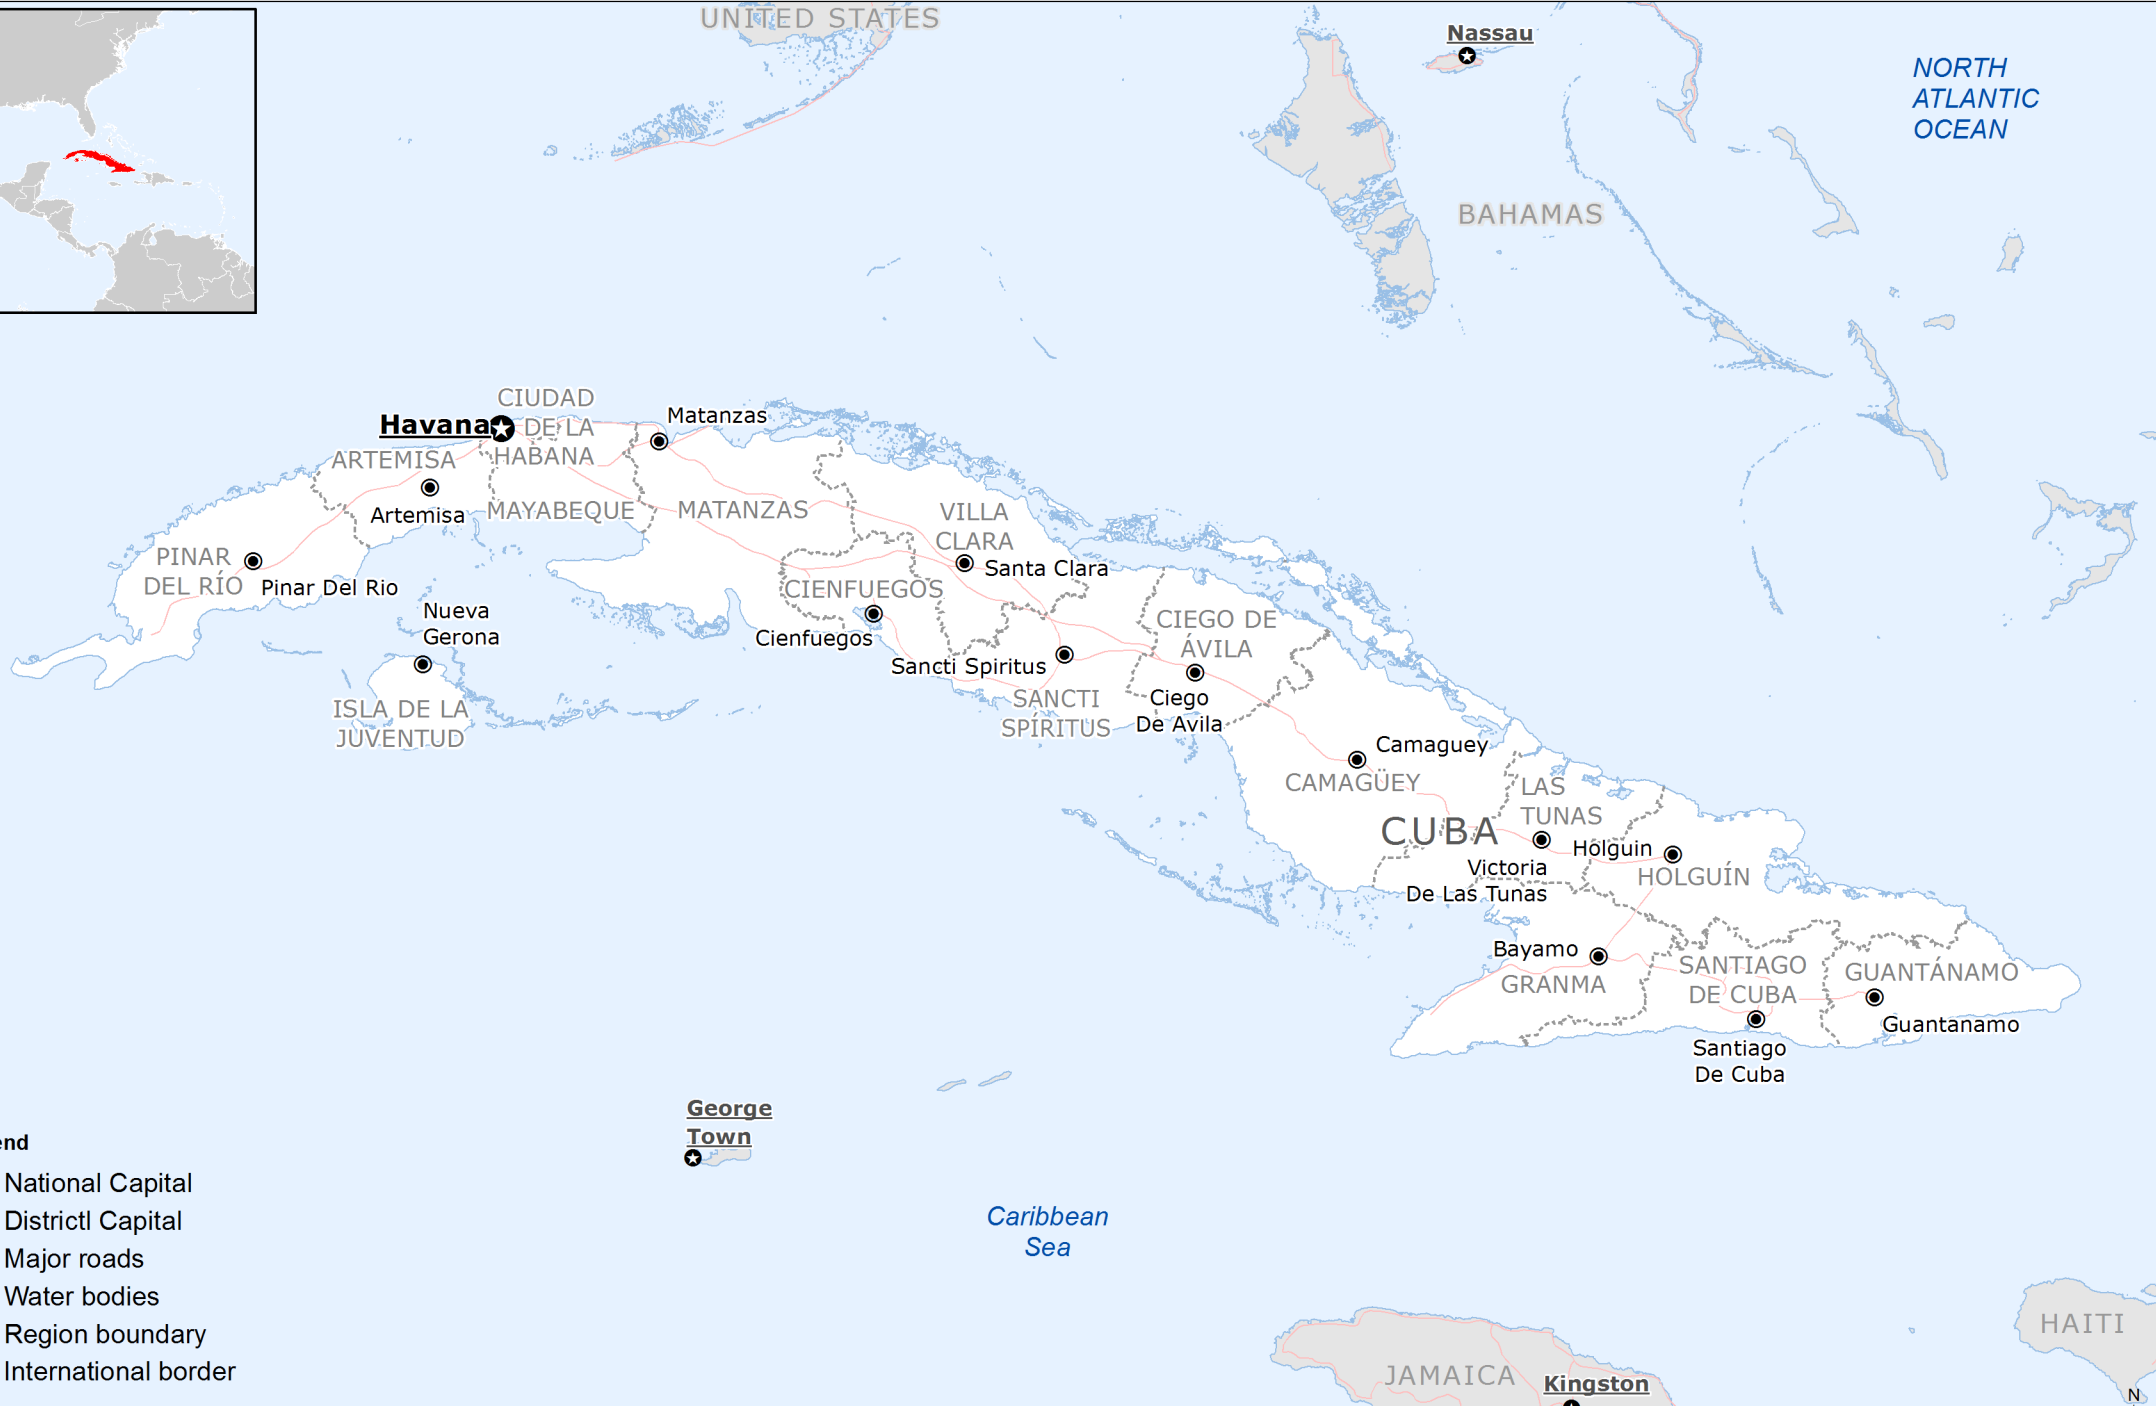 UNITED STATES
Nassau
NORTH
ATLANTIC
OCEAN
BAHAMAS
CIUDAD
DE LA
HABANA
Havana
Matanzas
ARTEMISA
Artemisa
MAYABEQUE
MATANZAS
VILLA
CLARA
Santa Clara
PINAR
DEL RÍO
Pinar Del Rio
Nueva
Gerona
CIENFUEGOS
Cienfuegos
CIEGO DE
ÁVILA
Sancti Spiritus
SANCTI
SPÍRITUS
Ciego
De Avila
ISLA DE LA
JUVENTUD
Camaguey
CAMAGÜEY
LAS
TUNAS
CUBA
Victoria
De Las Tunas
Holguin
HOLGUÍN
Bayamo
GRANMA
SANTIAGO
DE CUBA
GUANTÁNAMO
Guantanamo
Santiago
De Cuba
George
Town
end
National Capital
Districtl Capital
Major roads
Water bodies
Region boundary
International border
Caribbean
Sea
JAMAICA
Kingston
HAITI
N